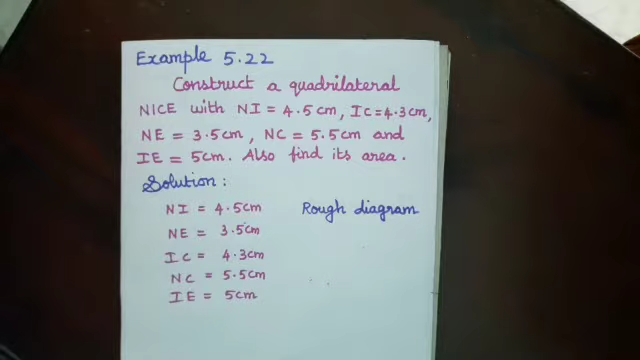 Example 5.22
Construct a quadrilateral
NICE with NI = 4.5cm, IC=4.3cm,
NE = 3.5cm, NC = 5.5cm and
IE = 5cm. Also find its area.
Solution:
NI = 4.5cm Rough diagram
NE = 3.5cm
IC = 4.3cm
NC = 5.5cm
IE = 5cm